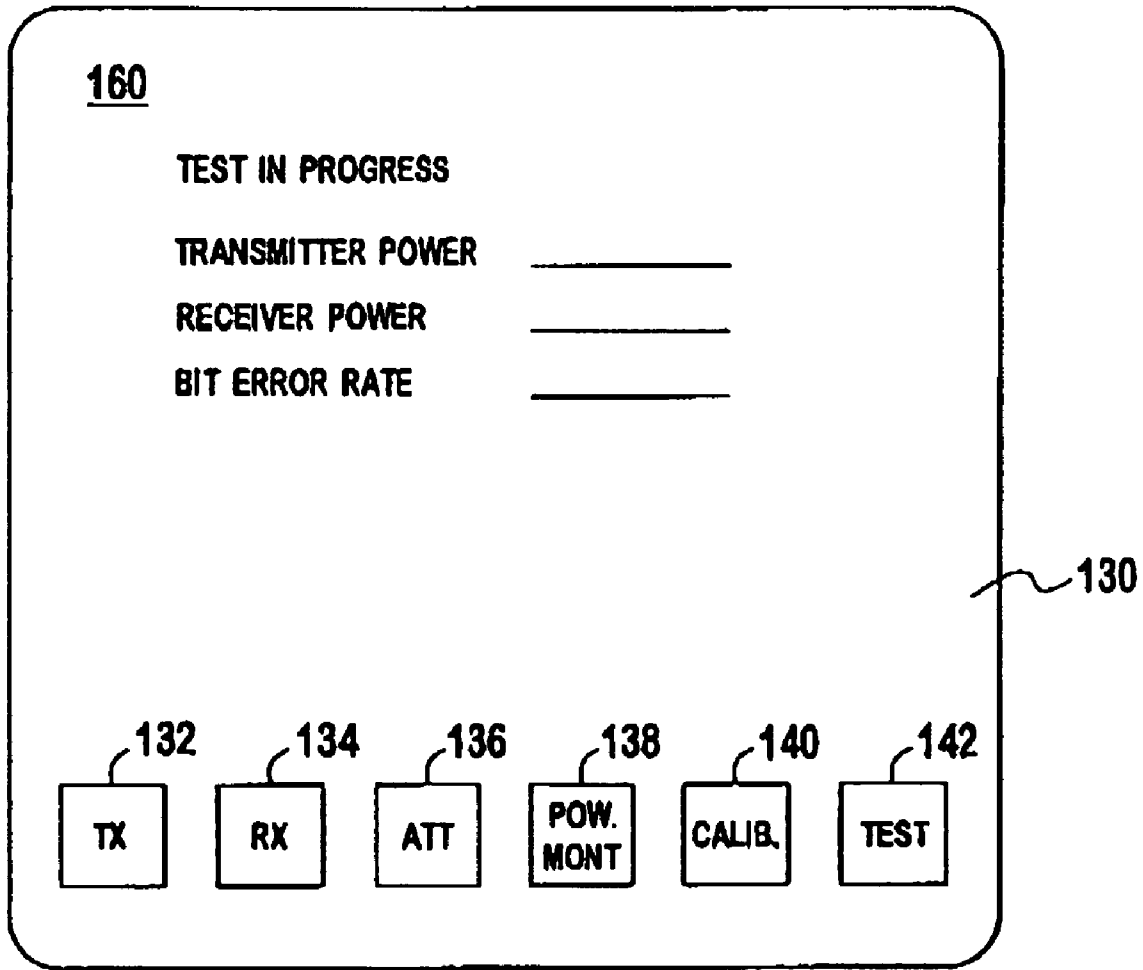 160
TEST IN PROGRESS
TRANSMITTER POWER
RECEIVER POWER
BIT ERROR RATE
130
132 134 136 138 140 142
TX RX ATT POW. MONT CALIB. TEST